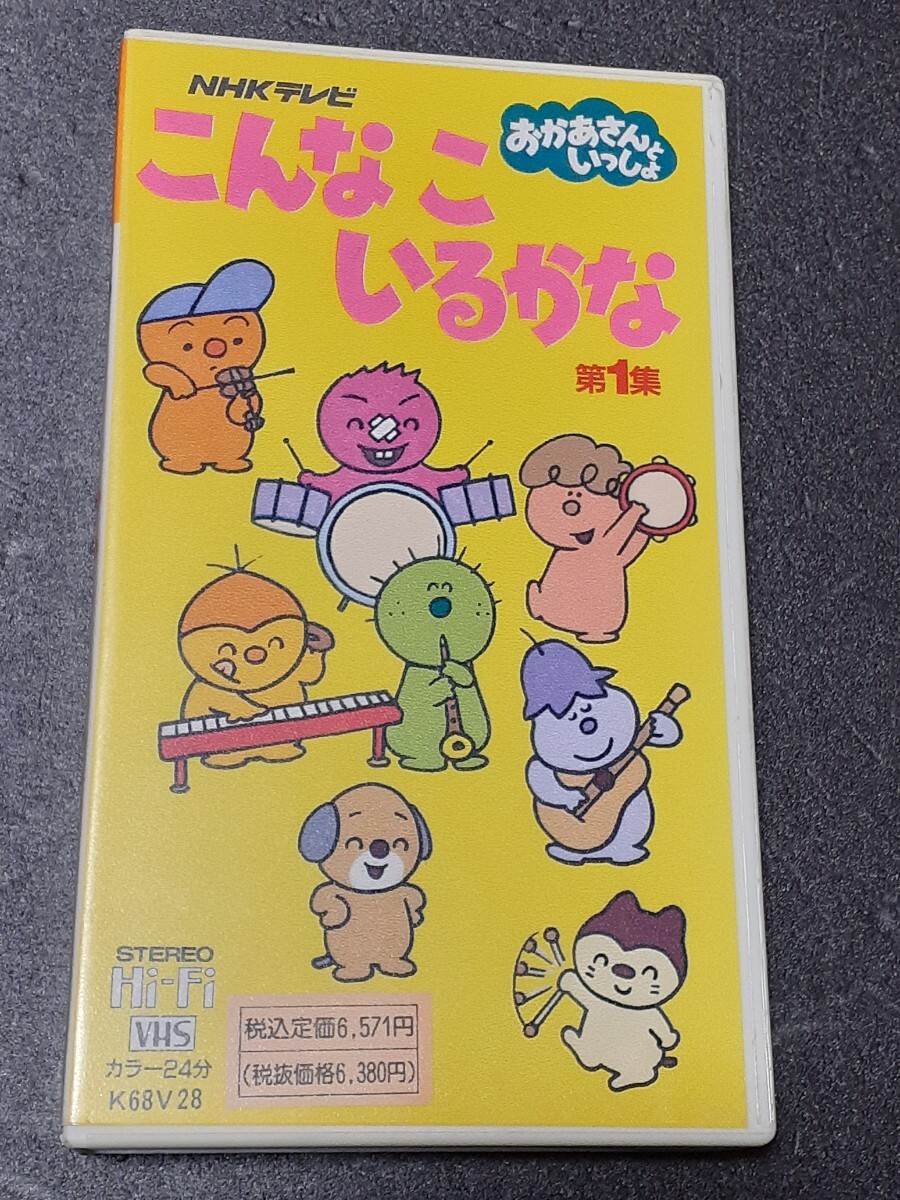 NHKテレビ
こんなこ
いるかな
おかあさんと
いっしょ
第1集
STEREO
Hi-Fi
VHS
カラー24分
K68V28
税込定価6,571円
(税抜価格6,380円)